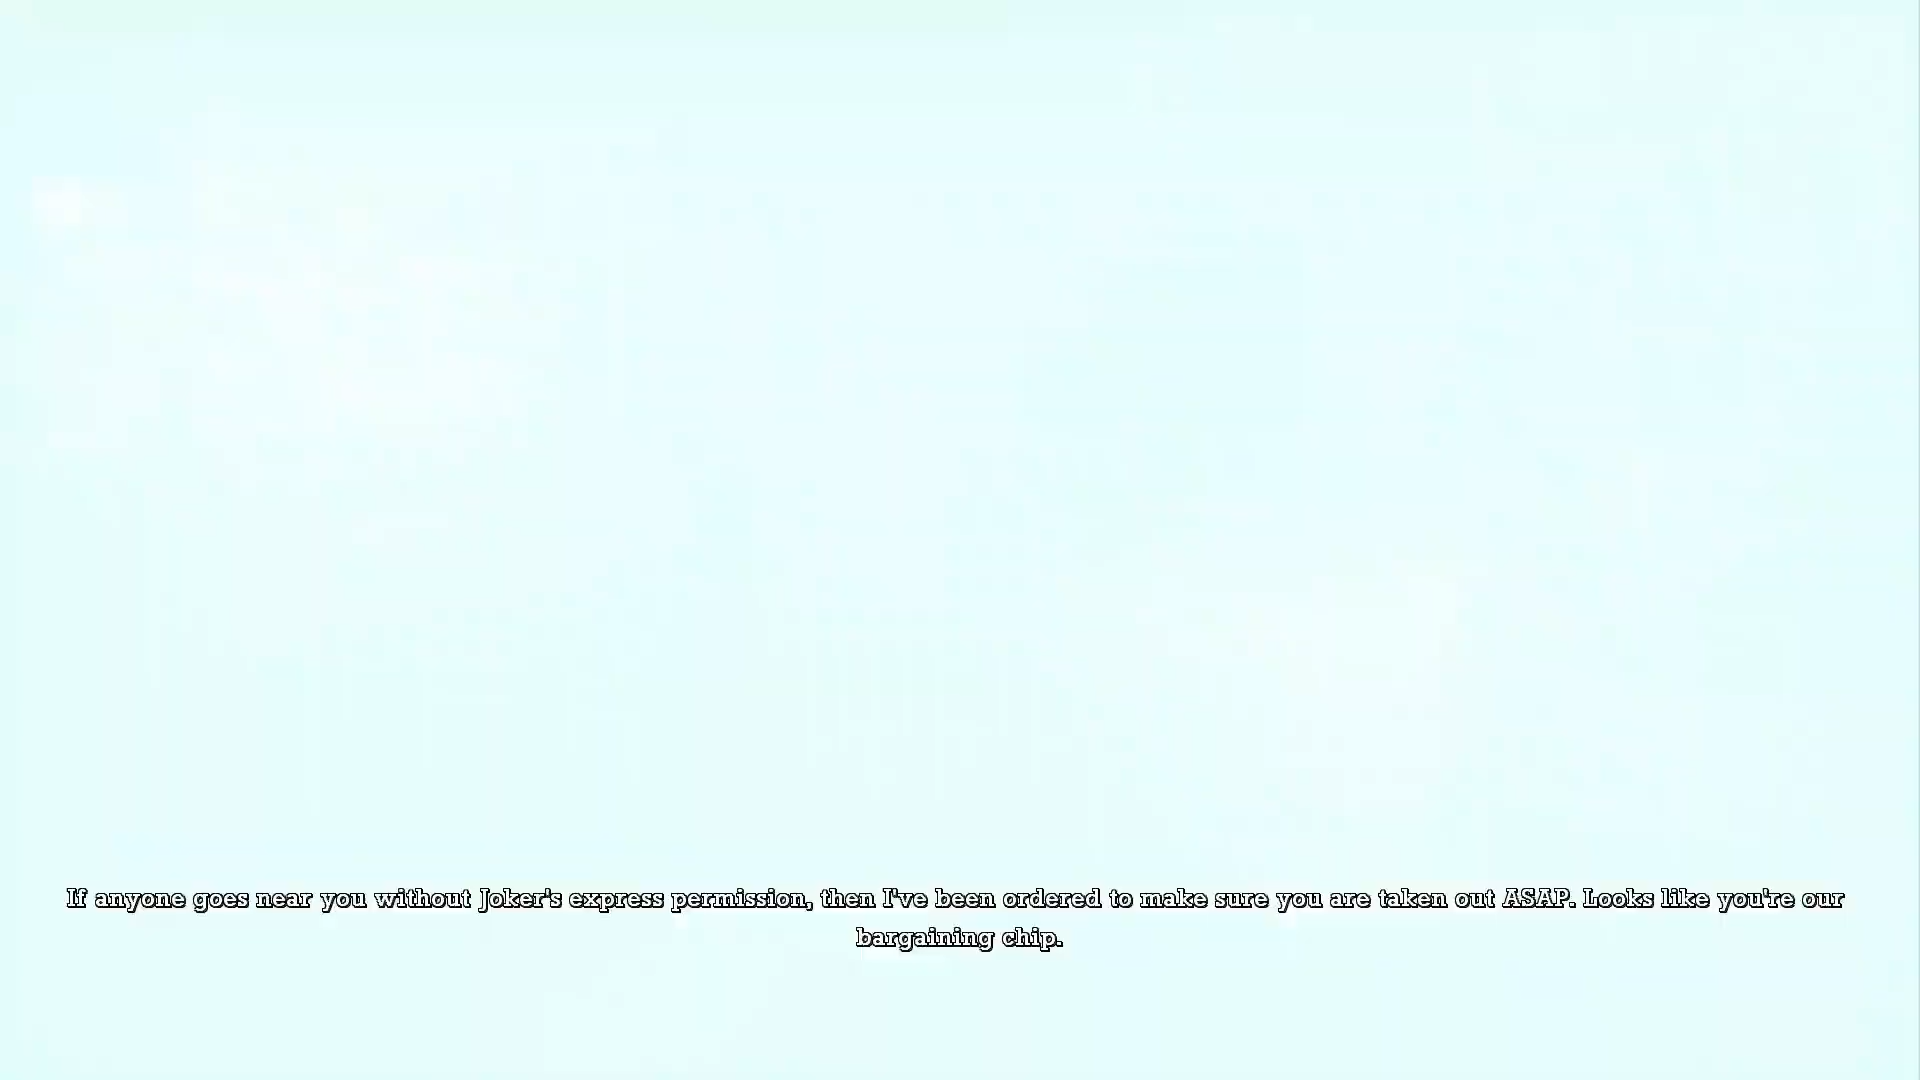 If anyone goes near you without Joker's express permission, then I've been ordered to make sure you are taken out ASAP. Looks like you're our
bargaining chip.